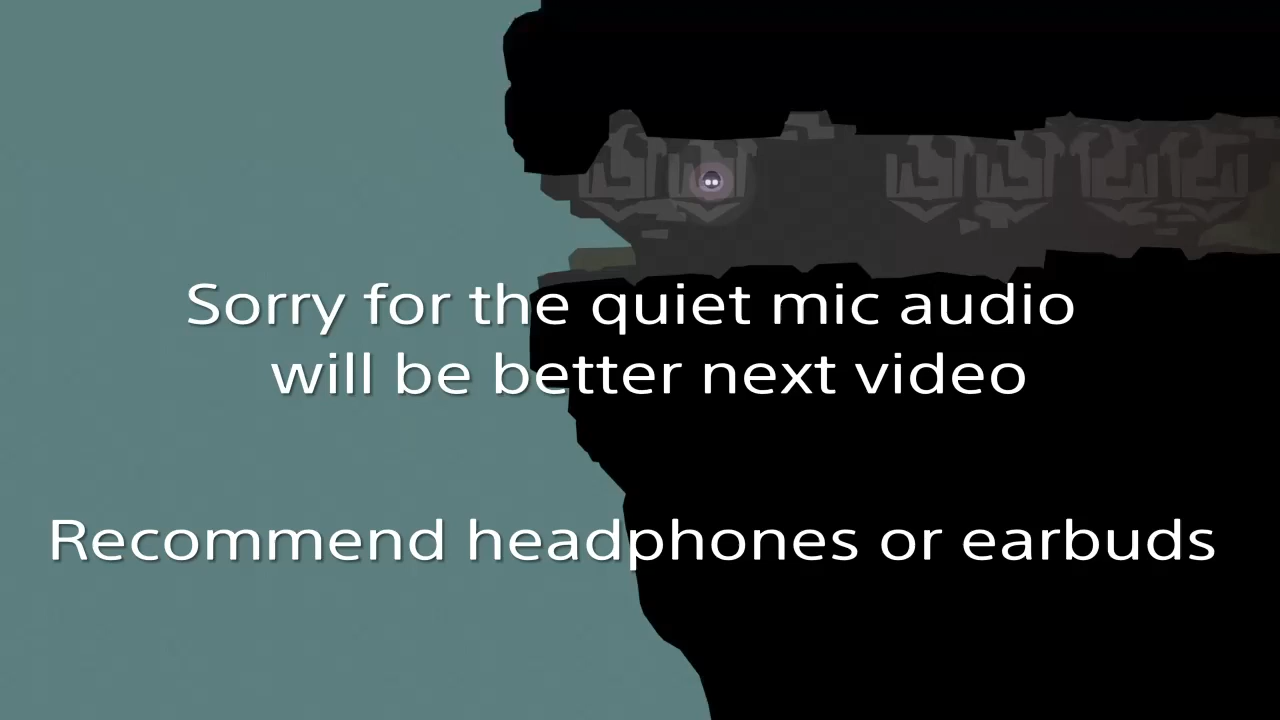 Sorry for the quiet mic audio
will be better next video
Recommend headphones or earbuds